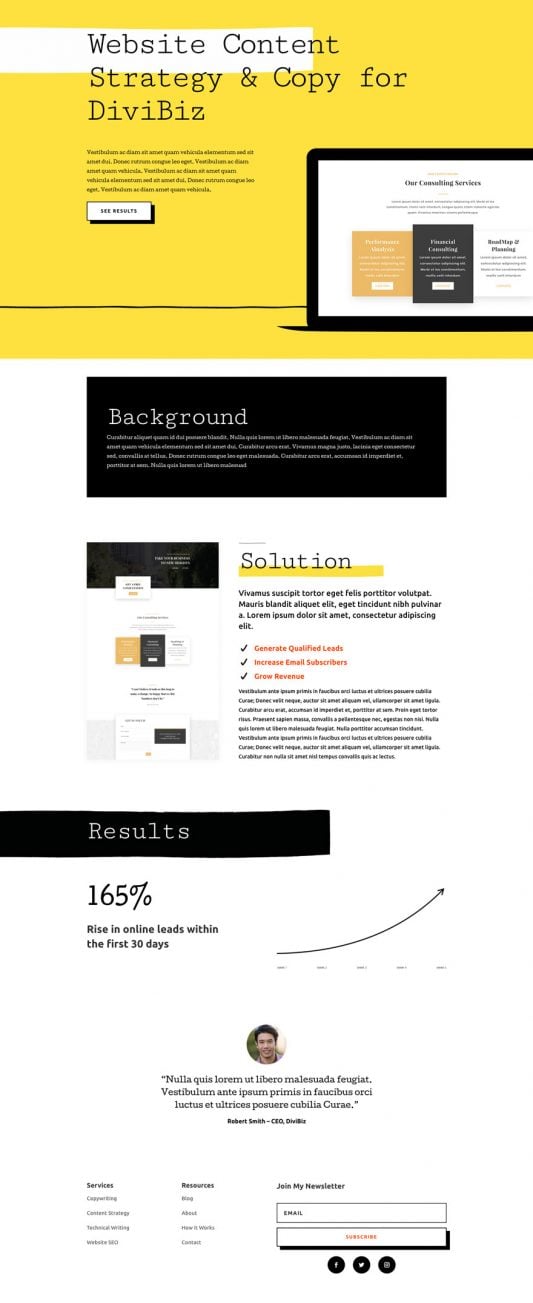 Website Content
Strategy & Copy for
DiviBiz
Vestibulum ac diam sit amet quam vehicula elementum sed sit
amet dui. Donec rutrum congue leo eget. Vestibulum ac diam
amet quam vehicula. Vestibulum ac diam sit amet quam
vehicula elementum sed sit amet dui. Donec rutrum congue leo
eget. Vestibulum ac diam amet quam vehicula.
SEE RESULTS
Our Consulting Services
Performance
Analysis
Financial
Consulting
RoadMap &
Planning
Background
Curabitur aliquet quam id dui posuere blandit. Nulla quis lorem ut libero malesuada feugiat. Vestibulum ac diam sit
amet quam vehicula elementum sed sit amet dui. Curabitur arcu erat. Vivamus magna justo, lacinia eget consectetur
sed, convallis at tellus. Donec rutrum congue leo eget malesuada. Curabitur arcu erat, accumsan id imperdiet et,
porttitor at sem. Nulla quis lorem ut libero malesuad
TAKE YOUR BUSINESS
TO NEW HEIGHTS
Our Consulting Services
Solution
Vivamus suscipit tortor eget felis porttitor volutpat.
Mauris blandit aliquet elit, eget tincidunt nibh pulvinar
a. Lorem ipsum dolor sit amet, consectetur adipiscing
elit.
Generate Qualified Leads
Increase Email Subscribers
Grow Revenue
Vestibulum ante ipsum primis in faucibus orci luctus et ultrices posuere cubilia
Curae; Donec velit neque, auctor sit amet aliquam vel, ullamcorper sit amet ligula.
Curabitur arcu erat, accumsan id imperdiet et, porttitor at sem. Proin eget tortor
risus. Praesent sapien massa, convallis a pellentesque nec, egestas non nisi. Nulla
quis lorem ut libero malesuada feugiat. Nulla porttitor accumsan tincidunt.
Vestibulum ante ipsum primis in faucibus orci luctus et ultrices posuere cubilia
Curae; Donec velit neque, auctor sit amet aliquam vel, ullamcorper sit amet ligula.
Curabitur non nulla sit amet nisl tempus convallis quis ac lectus.
Results
165%
Rise in online leads within
the first 30 days
“Nulla quis lorem ut libero malesuada feugiat.
Vestibulum ante ipsum primis in faucibus orci
luctus et ultrices posuere cubilia Curae.”
Robert Smith – CEO, DiviBiz
Services
Copywriting
Content Strategy
Technical Writing
Website SEO
Resources
Blog
About
How It Works
Contact
Join My Newsletter
EMAIL
SUBSCRIBE